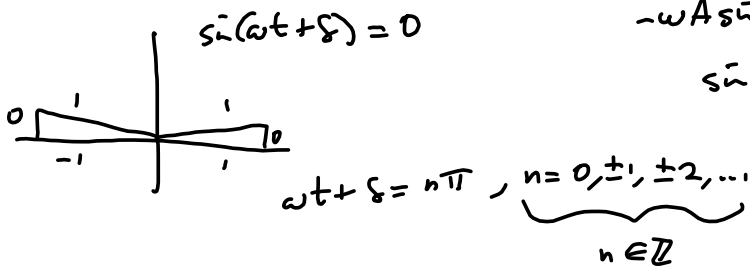 sin(ωt+δ) = 0
-ωA sin
sin
0 1 1 0
-1 1
ωt+δ = nπ , n = 0, ±1, ±2, ...
n ∈ ℤ